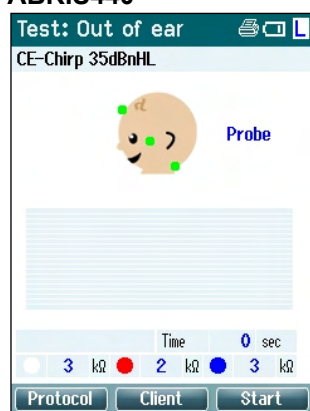 Test: Out of ear L
CE-Chirp 35dBnHL
Probe
Time 0 sec
3 kΩ 2 kΩ 3 kΩ
Protocol Client Start